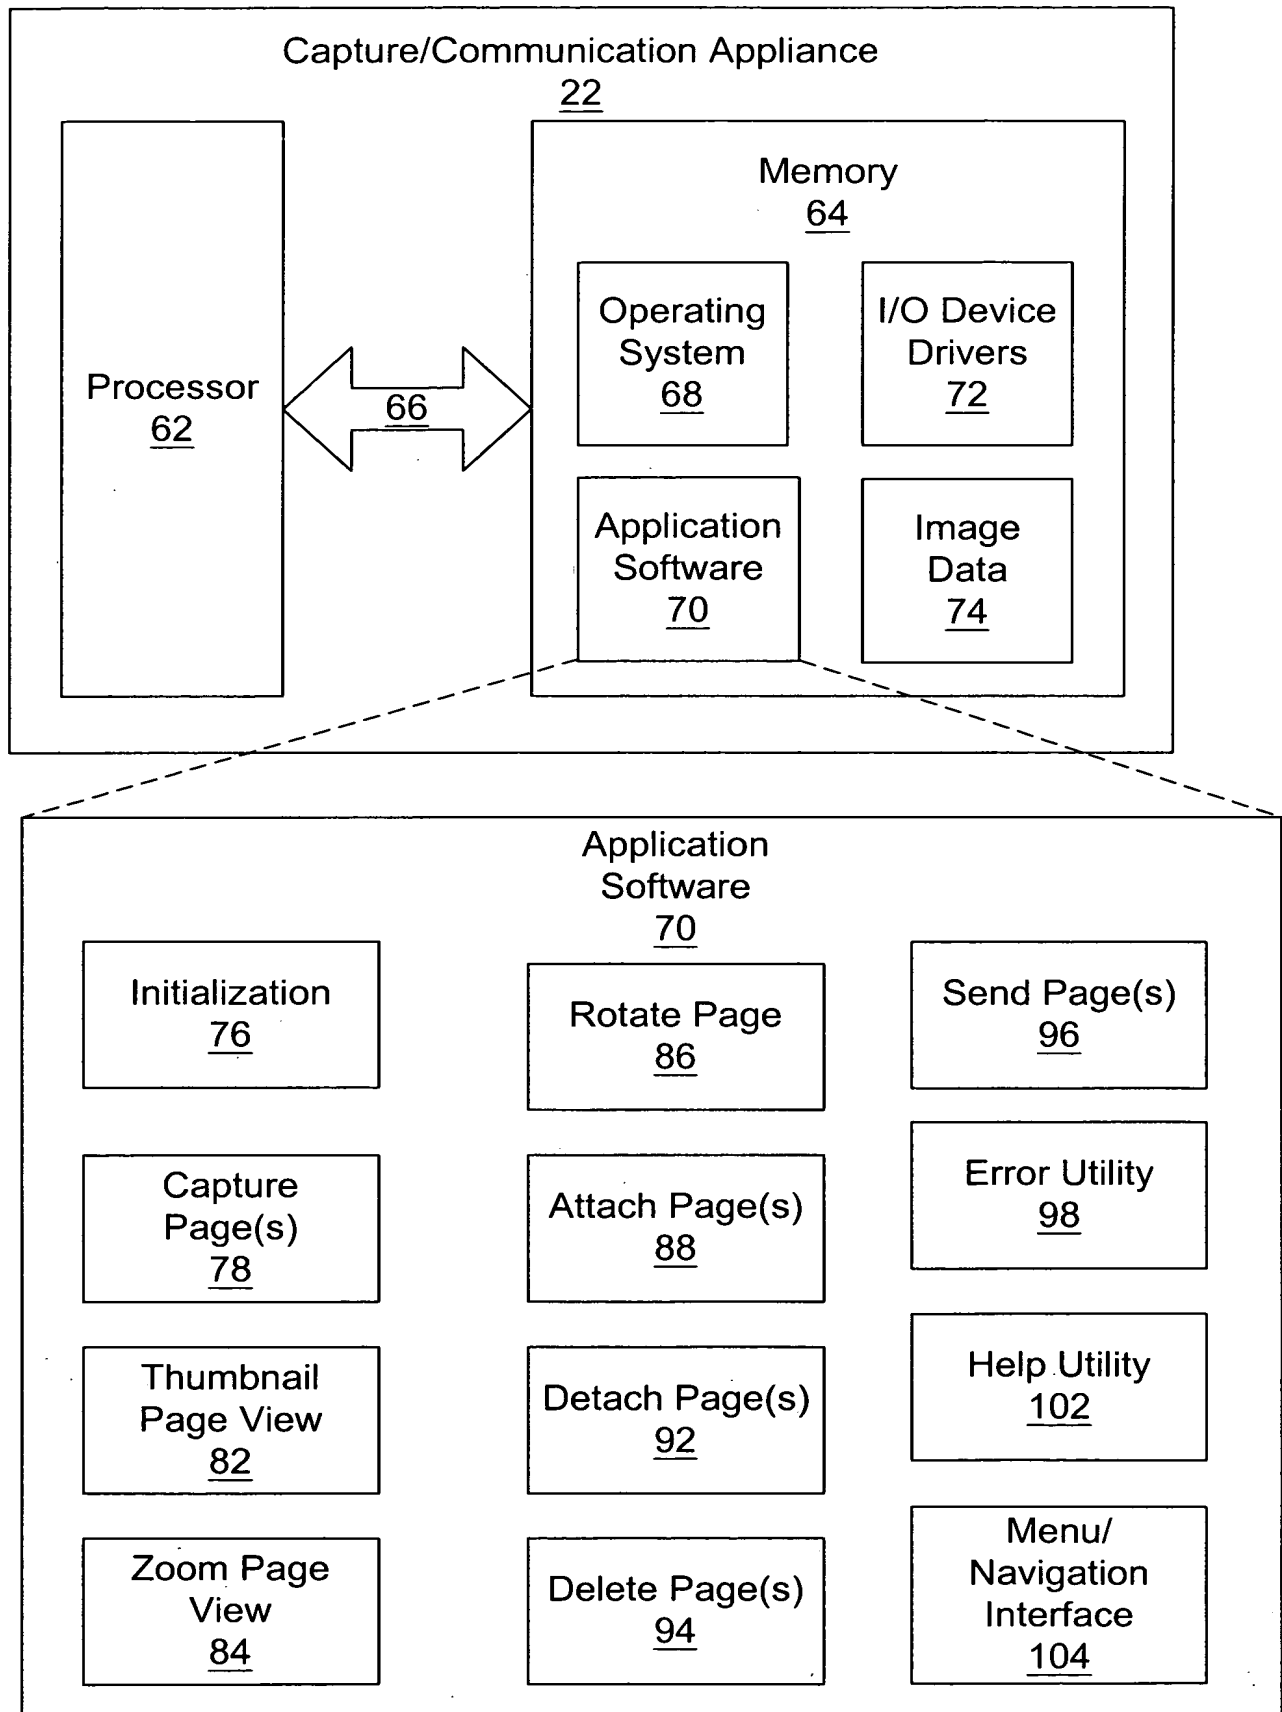 Capture/Communication Appliance
22
Processor
62
66
Memory
64
Operating
System
68
I/O Device
Drivers
72
Application
Software
70
Image
Data
74
Application
Software
70
Initialization
76
Capture
Page(s)
78
Thumbnail
Page View
82
Zoom Page
View
84
Rotate Page
86
Attach Page(s)
88
Detach Page(s)
92
Delete Page(s)
94
Send Page(s)
96
Error Utility
98
Help Utility
102
Menu/
Navigation
Interface
104